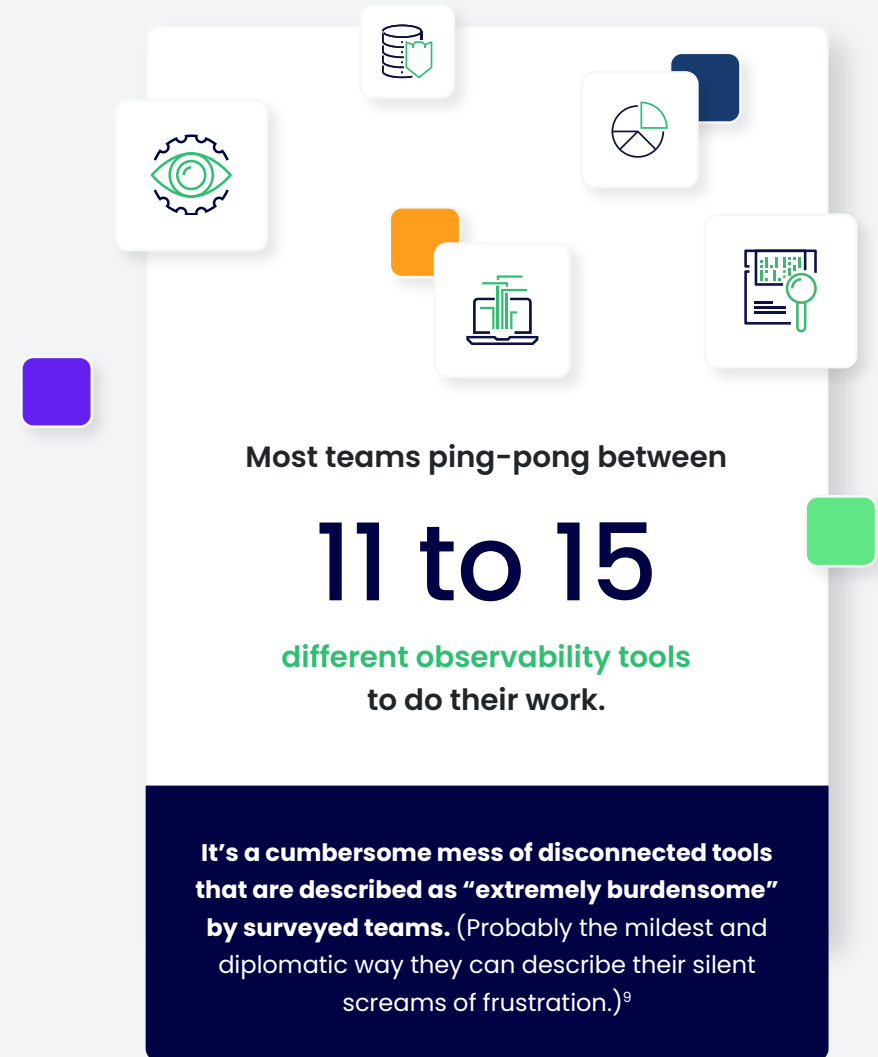 Most teams ping-pong between
11 to 15
different observability tools
to do their work.
It’s a cumbersome mess of disconnected tools
that are described as “extremely burdensome”
by surveyed teams. (Probably the mildest and
diplomatic way they can describe their silent
screams of frustration.)⁹